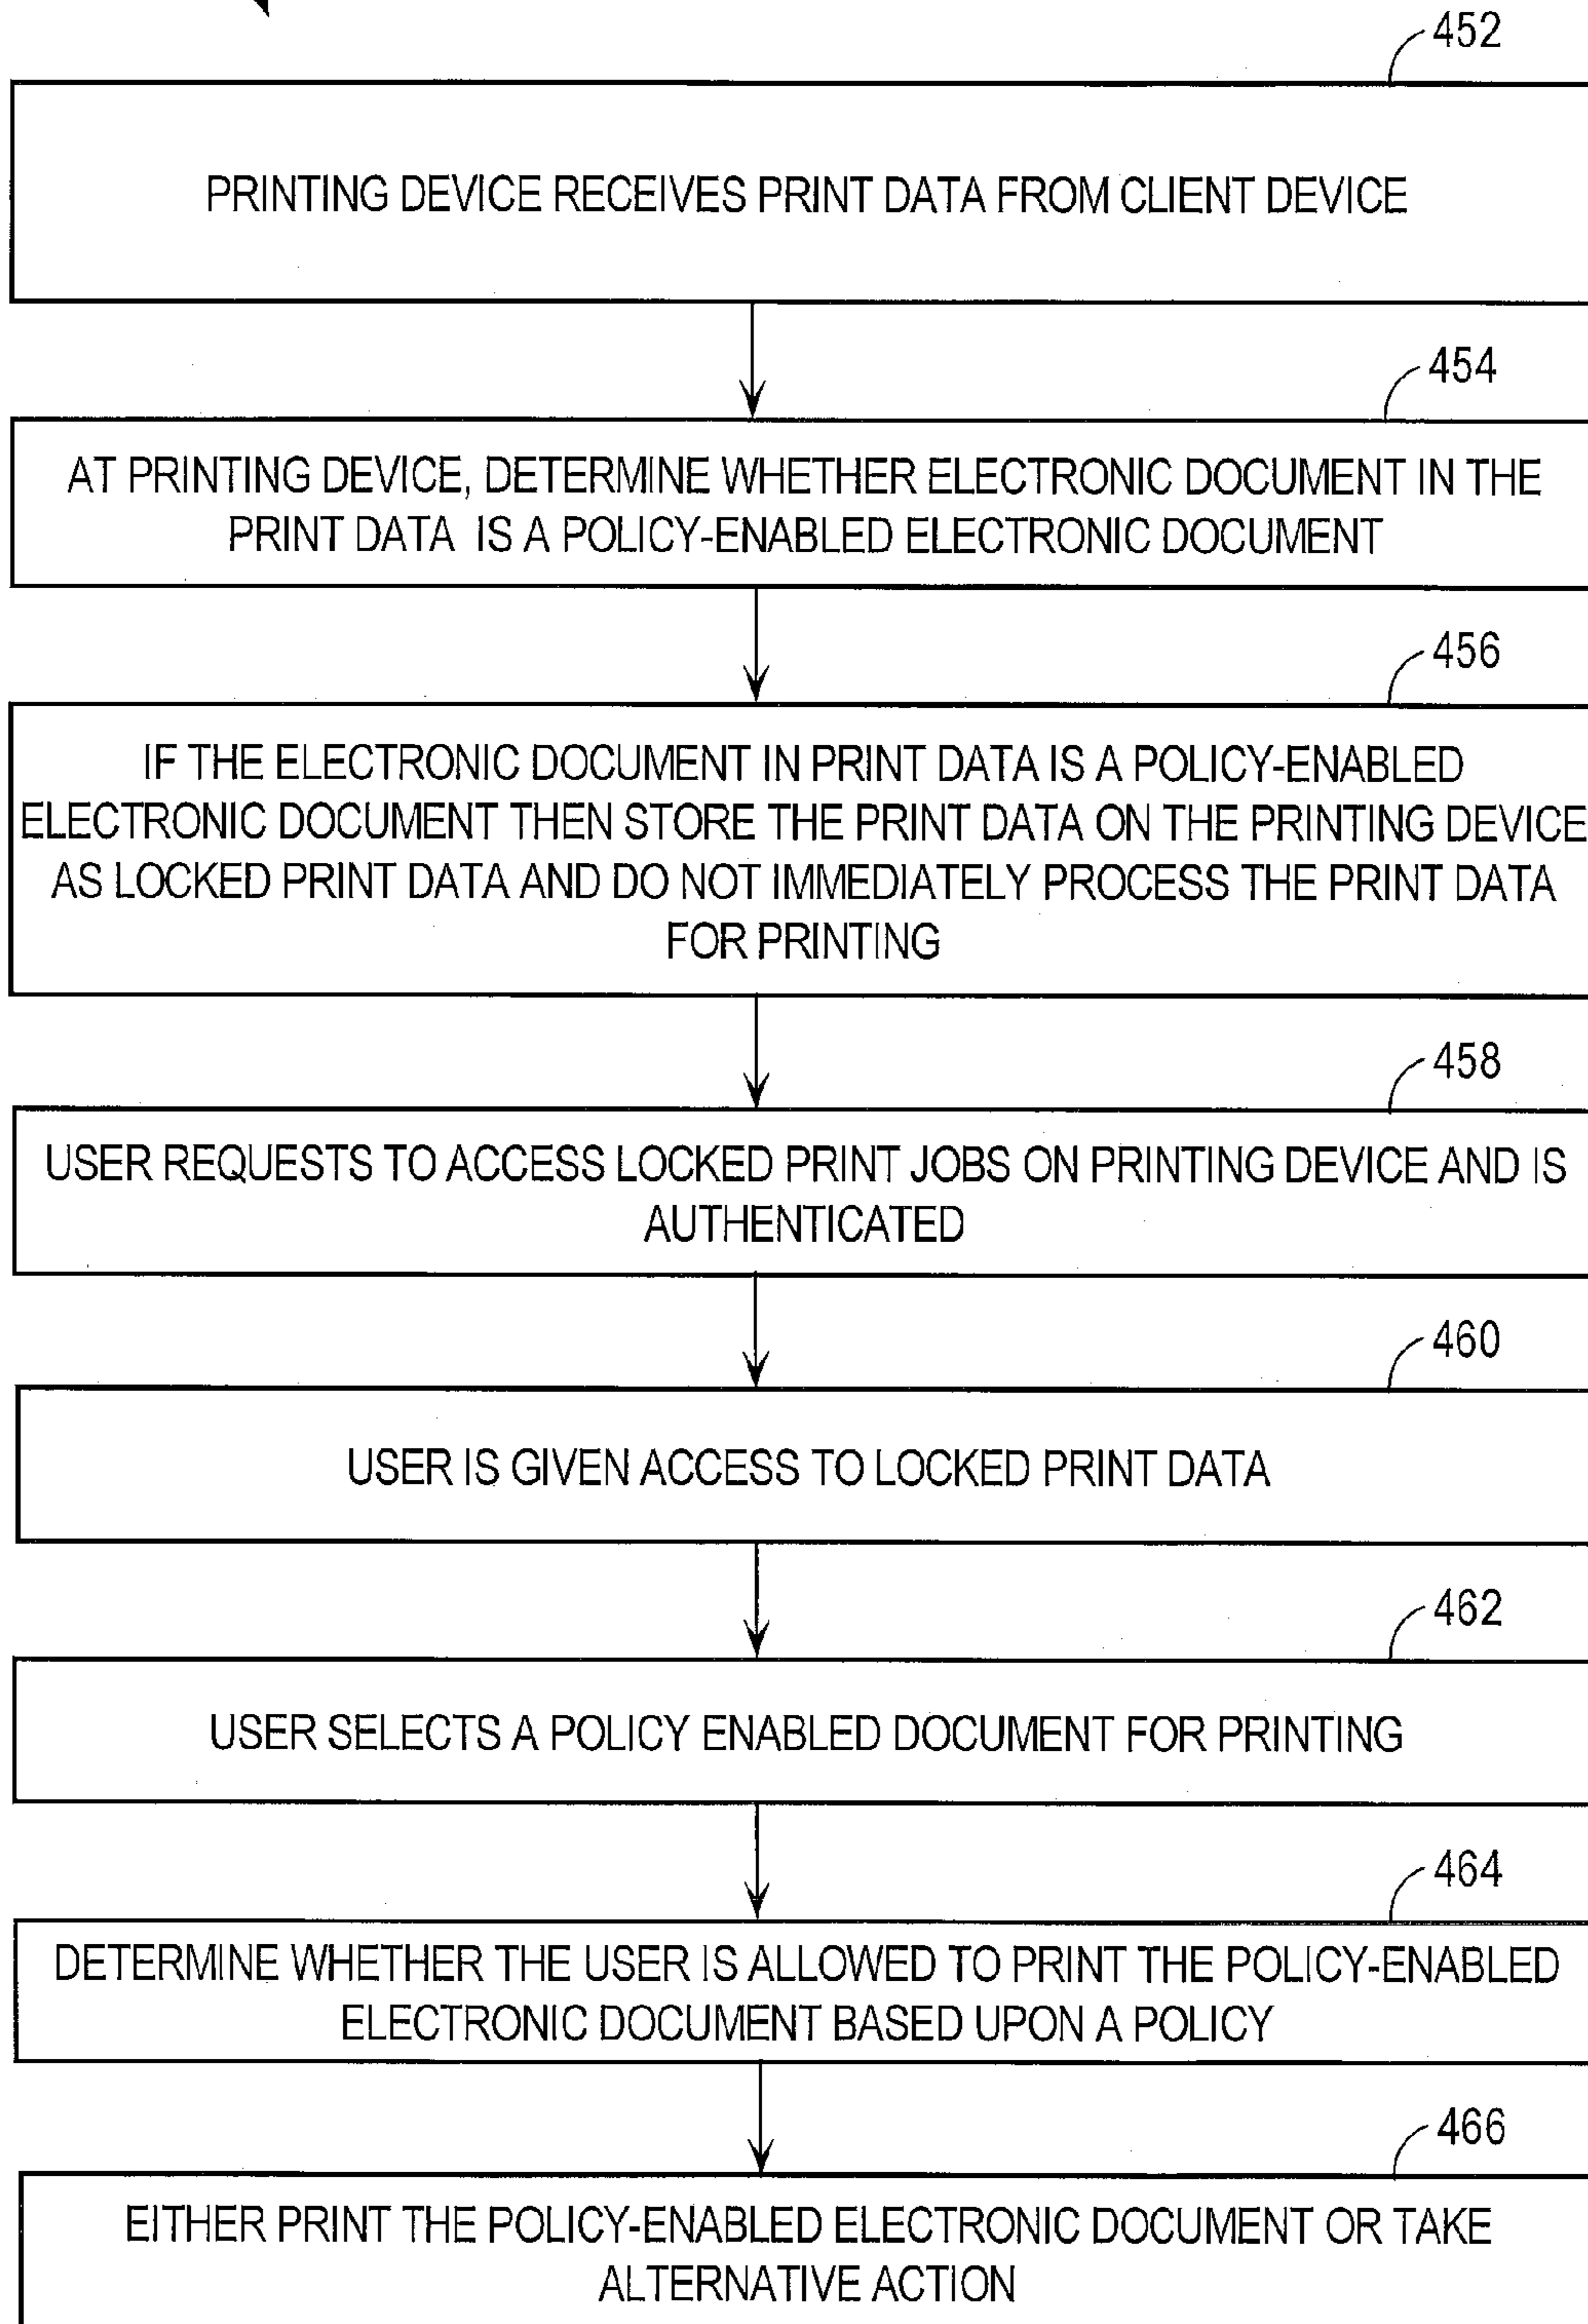 452
PRINTING DEVICE RECEIVES PRINT DATA FROM CLIENT DEVICE
454
AT PRINTING DEVICE, DETERMINE WHETHER ELECTRONIC DOCUMENT IN THE
PRINT DATA IS A POLICY-ENABLED ELECTRONIC DOCUMENT
456
IF THE ELECTRONIC DOCUMENT IN PRINT DATA IS A POLICY-ENABLED
ELECTRONIC DOCUMENT THEN STORE THE PRINT DATA ON THE PRINTING DEVICE
AS LOCKED PRINT DATA AND DO NOT IMMEDIATELY PROCESS THE PRINT DATA
FOR PRINTING
458
USER REQUESTS TO ACCESS LOCKED PRINT JOBS ON PRINTING DEVICE AND IS
AUTHENTICATED
460
USER IS GIVEN ACCESS TO LOCKED PRINT DATA
462
USER SELECTS A POLICY ENABLED DOCUMENT FOR PRINTING
464
DETERMINE WHETHER THE USER IS ALLOWED TO PRINT THE POLICY-ENABLED
ELECTRONIC DOCUMENT BASED UPON A POLICY
466
EITHER PRINT THE POLICY-ENABLED ELECTRONIC DOCUMENT OR TAKE
ALTERNATIVE ACTION